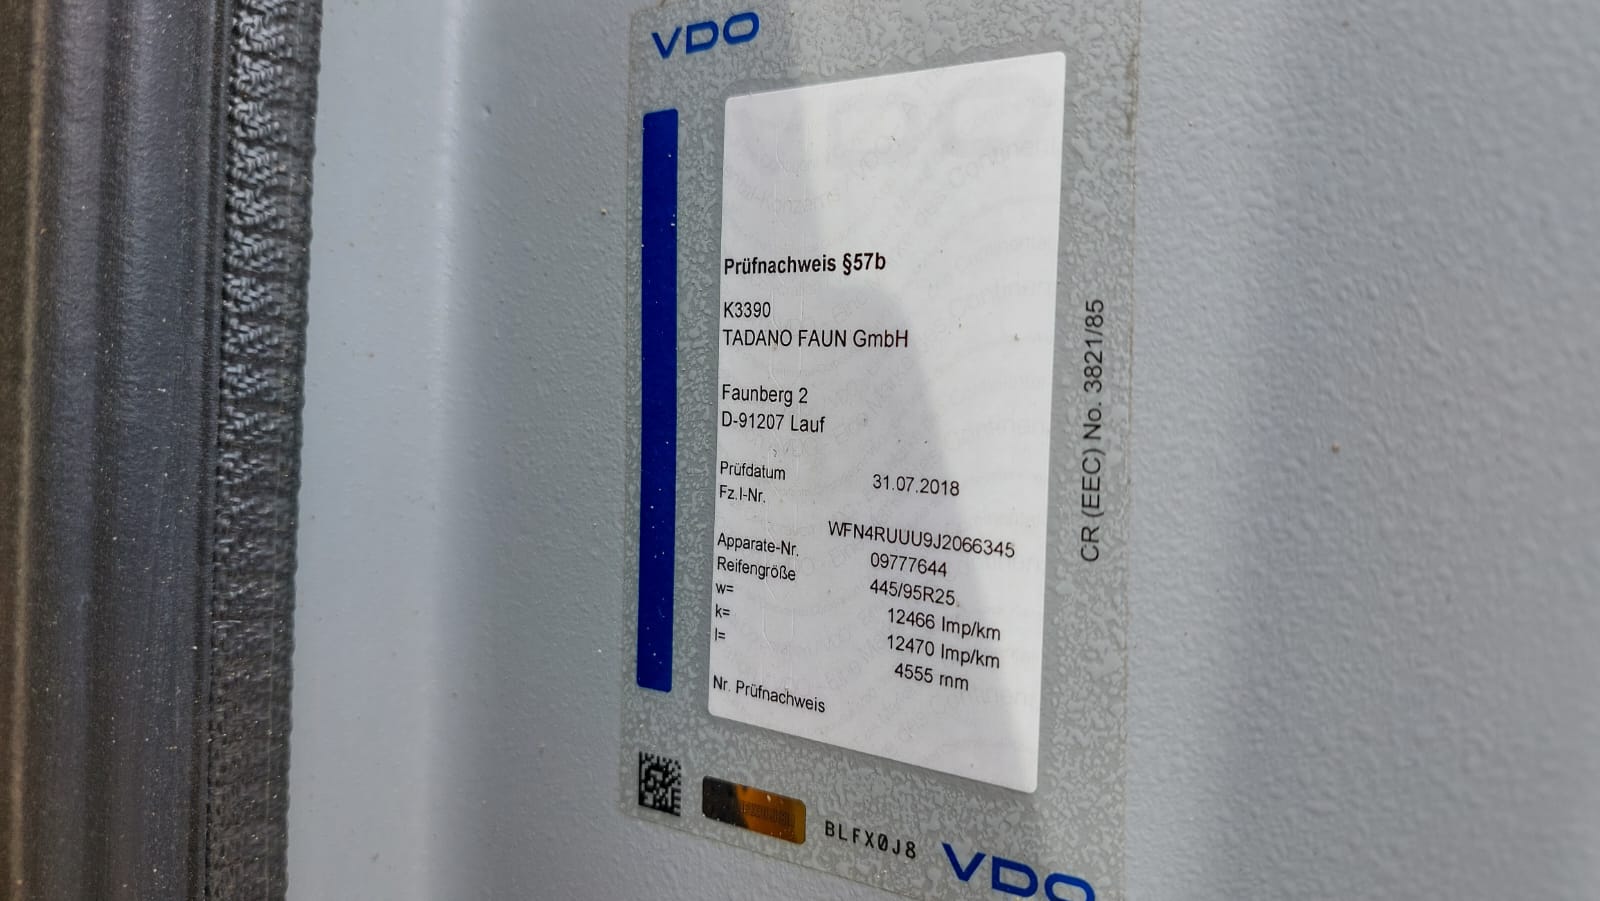 VDO
Prüfnachweis §57b
K3390
TADANO FAUN GmbH
Faunberg 2
D-91207 Lauf
Prüfdatum 31.07.2018
Fz.I-Nr.
WFN4RUUU9J2066345
Apparate-Nr. 09777644
Reifengröße 445/95R25
w= 12466 Imp/km
k= 12470 Imp/km
l= 4555 mm
Nr. Prüfnachweis
CR (EEC) No. 3821/85
BLFX0J8
VDO